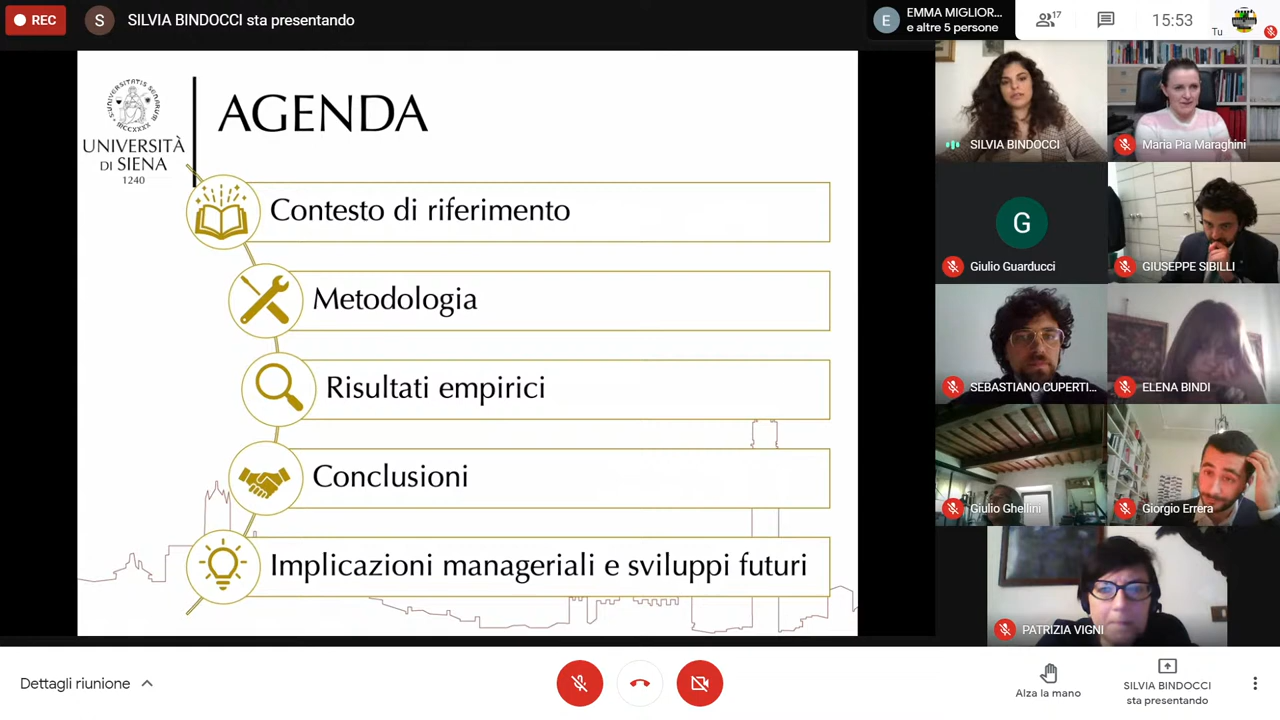 REC
S
SILVIA BINDOCCI sta presentando
E
EMMA MIGLIOR...
e altre 5 persone
17
15:53
Tu
UNIVERSITÀ
DI SIENA
1240
AGENDA
Contesto di riferimento
Metodologia
Risultati empirici
Conclusioni
Implicazioni manageriali e sviluppi futuri
SILVIA BINDOCCI
Maria Pia Maraghini
G
Giulio Guarducci
GIUSEPPE SIBILLI
SEBASTIANO CUPERTI...
ELENA BINDI
Giulio Ghellini
Giorgio Errera
PATRIZIA VIGNI
Dettagli riunione
Alza la mano
SILVIA BINDOCCI
sta presentando